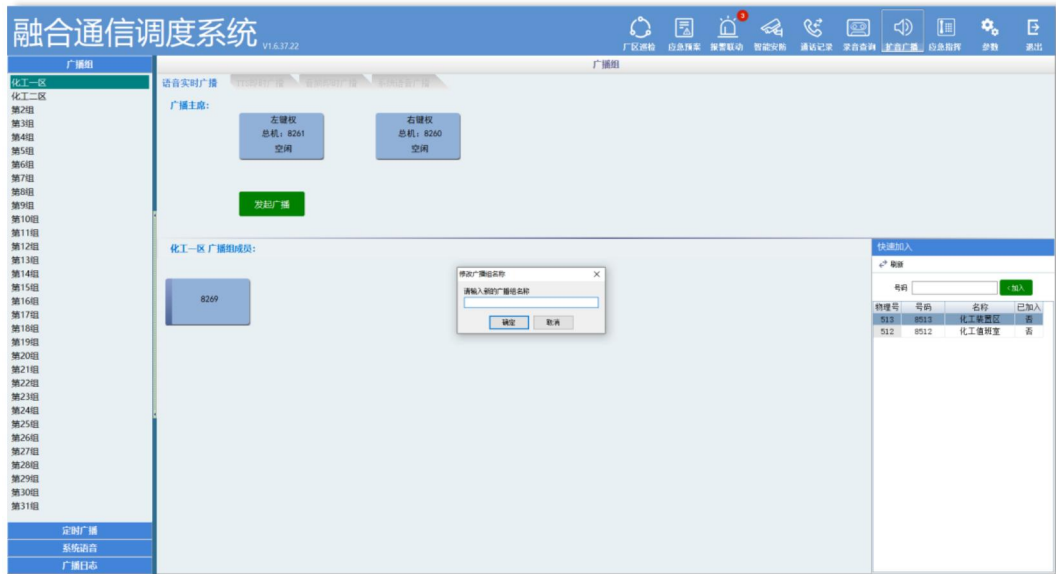 融合通信调度系统 V1.6.37.22
3
厂区巡检 应急预案 报警联动 智能安防 通话记录 录音查询 扩音广播 应急指挥 参数 退出
广播组
广播组
化工一区
化工二区
第2组
第3组
第4组
第5组
第6组
第7组
第8组
第9组
第10组
第11组
第12组
第13组
第14组
第15组
第16组
第17组
第18组
第19组
第20组
第21组
第22组
第23组
第24组
第25组
第26组
第27组
第28组
第29组
第30组
第31组
定时广播
系统语音
广播日志
语音实时广播
广播主席:
左键权
总机: 8261
空闲
右键权
总机: 8260
空闲
发起广播
化工一区 广播组成员:
8269
修改广播组名称
请输入新的广播组名称
确定 取消
快速加入
刷新
号码 <加入
物理号 号码 名称 已加入
513 8513 化工装置区 否
512 8512 化工值班室 否